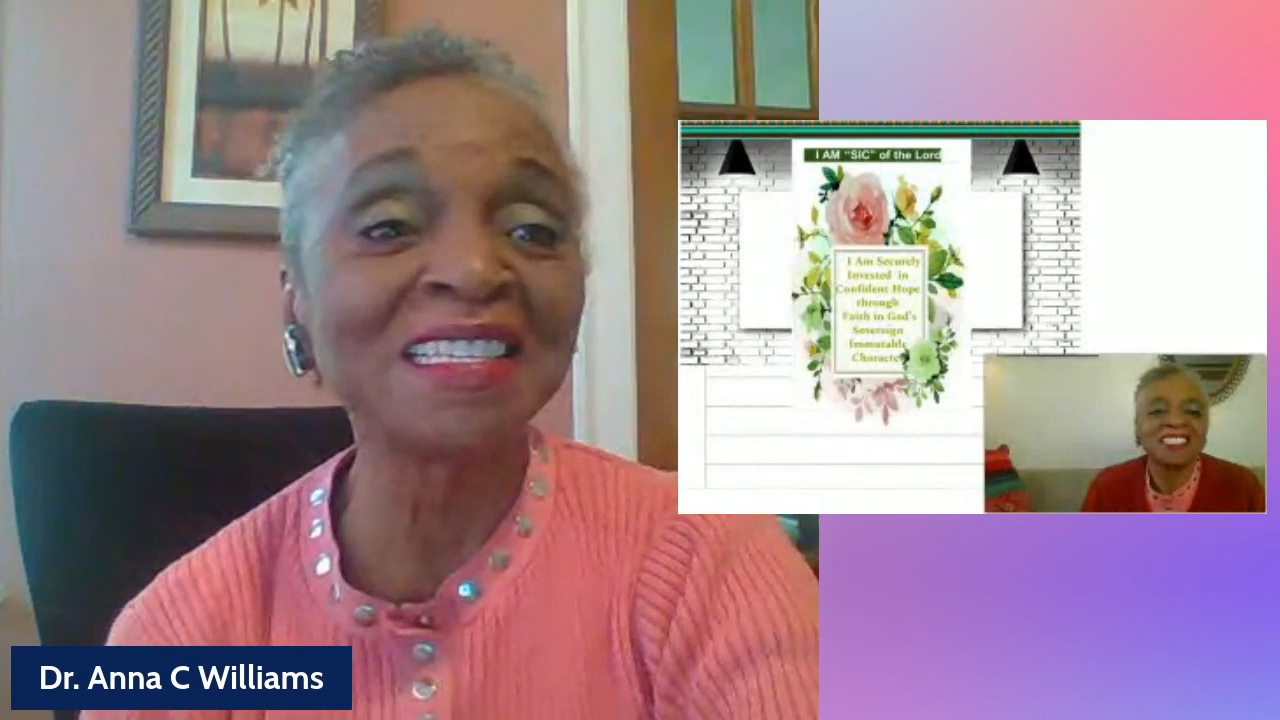 I AM "SIC" of the Lord
I Am Securely
Invested in
Confident Hope
through
Faith in God's
Sovereign
Immutable
Character
Dr. Anna C Williams